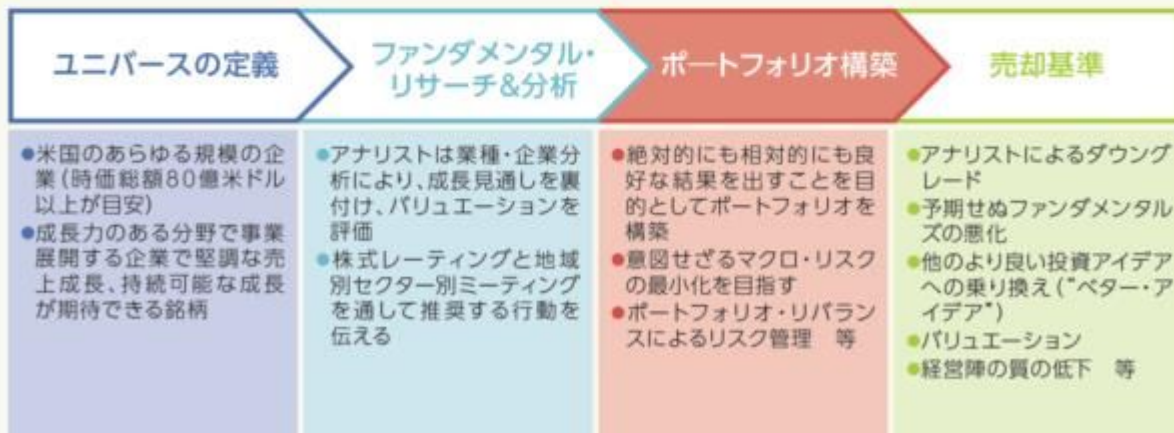 ユニバースの定義
ファンダメンタル・
リサーチ&分析
ポートフォリオ構築
売却基準
●米国のあらゆる規模の企
業(時価総額80億米ドル
以上が目安)
●成長力のある分野で事業
展開する企業で堅調な売
上成長、持続可能な成長
が期待できる銘柄
●アナリストは業種・企業分
析により、成長見通しを裏
付け、バリュエーションを
評価
●株式レーティングと地域
別セクター別ミーティング
を通して推奨する行動を
伝える
●絶対的にも相対的にも良
好な結果を出すことを目
的としてポートフォリオを
構築
●意図せざるマクロ・リスク
の最小化を目指す
●ポートフォリオ・リバラン
スによるリスク管理 等
●アナリストによるダウング
レード
●予期せぬファンダメンタル
ズの悪化
●他のより良い投資アイデア
への乗り換え("ベター・ア
イデア")
●バリュエーション
●経営陣の質の低下 等